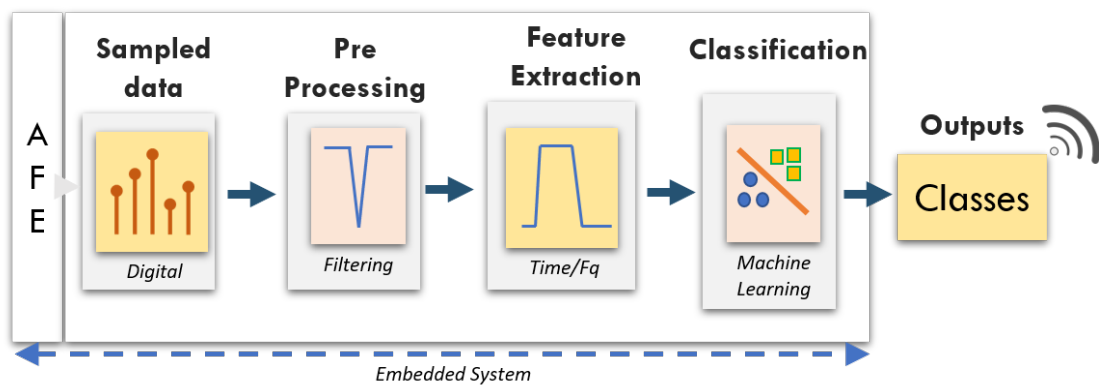 A
F
E
Sampled
data
Digital
Pre
Processing
Filtering
Feature
Extraction
Time/Fq
Classification
Machine
Learning
Outputs
Classes
Embedded System